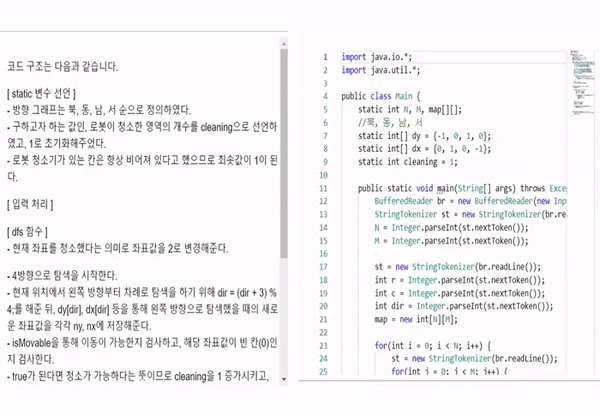 코드 구조는 다음과 같습니다.
[ static 변수 선언 ]
- 방향 그래프는 북, 동, 남, 서 순으로 정의하였다.
- 구하고자 하는 값인, 로봇이 청소한 영역의 개수를 cleaning으로 선언하
였고, 1로 초기화해주었다.
- 로봇 청소기가 있는 칸은 항상 비어져 있다고 했으므로 최솟값이 1이 된
다.
[ 입력 처리 ]
[ dfs 함수 ]
- 현재 좌표를 청소했다는 의미로 좌표값을 2로 변경해준다.
- 4방향으로 탐색을 시작한다.
- 현재 위치에서 왼쪽 방향부터 차례로 탐색을 하기 위해 dir = (dir + 3) %
4;를 해준 뒤, dy[dir], dx[dir] 등을 통해 왼쪽 방향으로 탐색했을 때의 새로
운 좌표값을 각각 ny, nx에 저장해준다.
- isMovable을 통해 이동이 가능한지 검사하고, 해당 좌표값이 빈 칸(0)인
지 검사한다.
- true가 된다면 청소가 가능하다는 뜻이므로 cleaning을 1 증가시키고,
1 import java.io.*;
2 import java.util.*;
3
4 public class Main {
5 static int N, M, map[][];
6 //북, 동, 남, 서
7 static int[] dy = {-1, 0, 1, 0};
8 static int[] dx = {0, 1, 0, -1};
9 static int cleaning = 1;
10
11 public static void main(String[] args) throws Exce
12 BufferedReader br = new BufferedReader(new Inp
13 StringTokenizer st = new StringTokenizer(br.re
14 N = Integer.parseInt(st.nextToken());
15 M = Integer.parseInt(st.nextToken());
16
17 st = new StringTokenizer(br.readLine());
18 int r = Integer.parseInt(st.nextToken());
19 int c = Integer.parseInt(st.nextToken());
20 int dir = Integer.parseInt(st.nextToken());
21 map = new int[N][M];
22
23 for(int i = 0; i < N; i++) {
24 st = new StringTokenizer(br.readLine());
25 for(int j = 0; j < M; j++) {